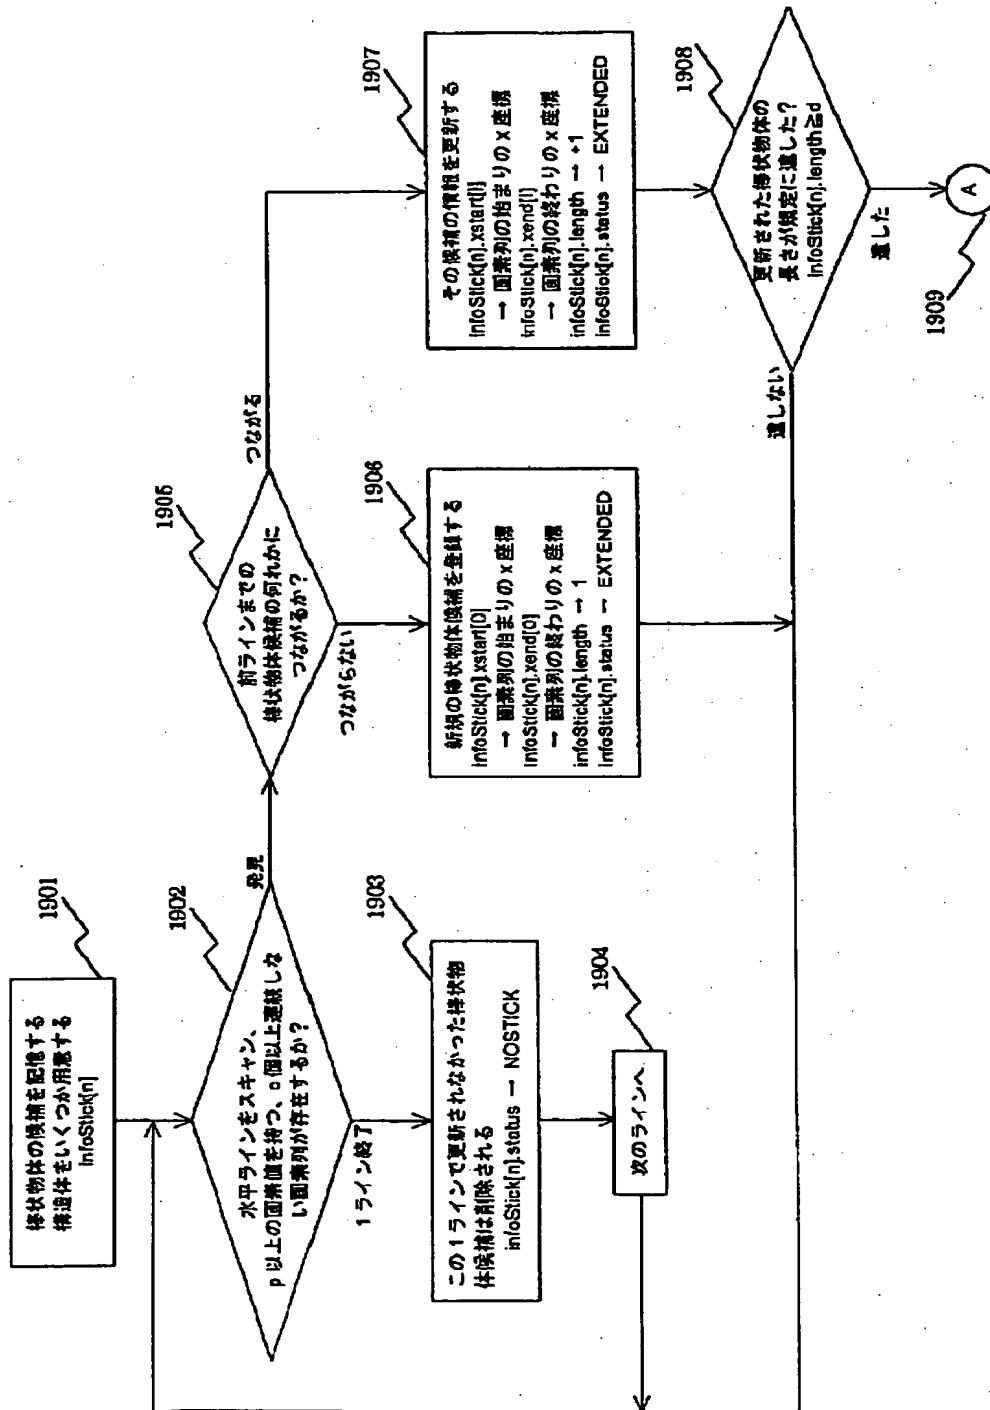 1901
棒状物体の候補を記憶する
構造体をいくつか用意する
infoStick[n]
1902
水平ラインをスキャン、
p以上の画素値を持つ、c個以上連続しな
い画素列が存在するか？
発見
1ライン終了
1903
この1ラインで更新されなかった棒状物
体候補は削除される
infoStick[n].status → NOSTICK
1904
次のラインへ
1905
前ラインまでの
棒状物体候補の何れかに
つながるか？
つながる
つながらない
1906
新規の棒状物体候補を登録する
infoStick[n].xstart[0]
→ 画素列の始まりのx座標
infoStick[n].xend[0]
→ 画素列の終わりのx座標
infoStick[n].length → 1
infoStick[n].status → EXTENDED
1907
その候補の情報を更新する
infoStick[n].xstart[l]
→ 画素列の始まりのx座標
infoStick[n].xend[l]
→ 画素列の終わりのx座標
infoStick[n].length → +1
infoStick[n].status → EXTENDED
1908
更新された棒状物体の
長さが規定に達した？
infoStick[n].length≧d
達しない
達した
A
1909